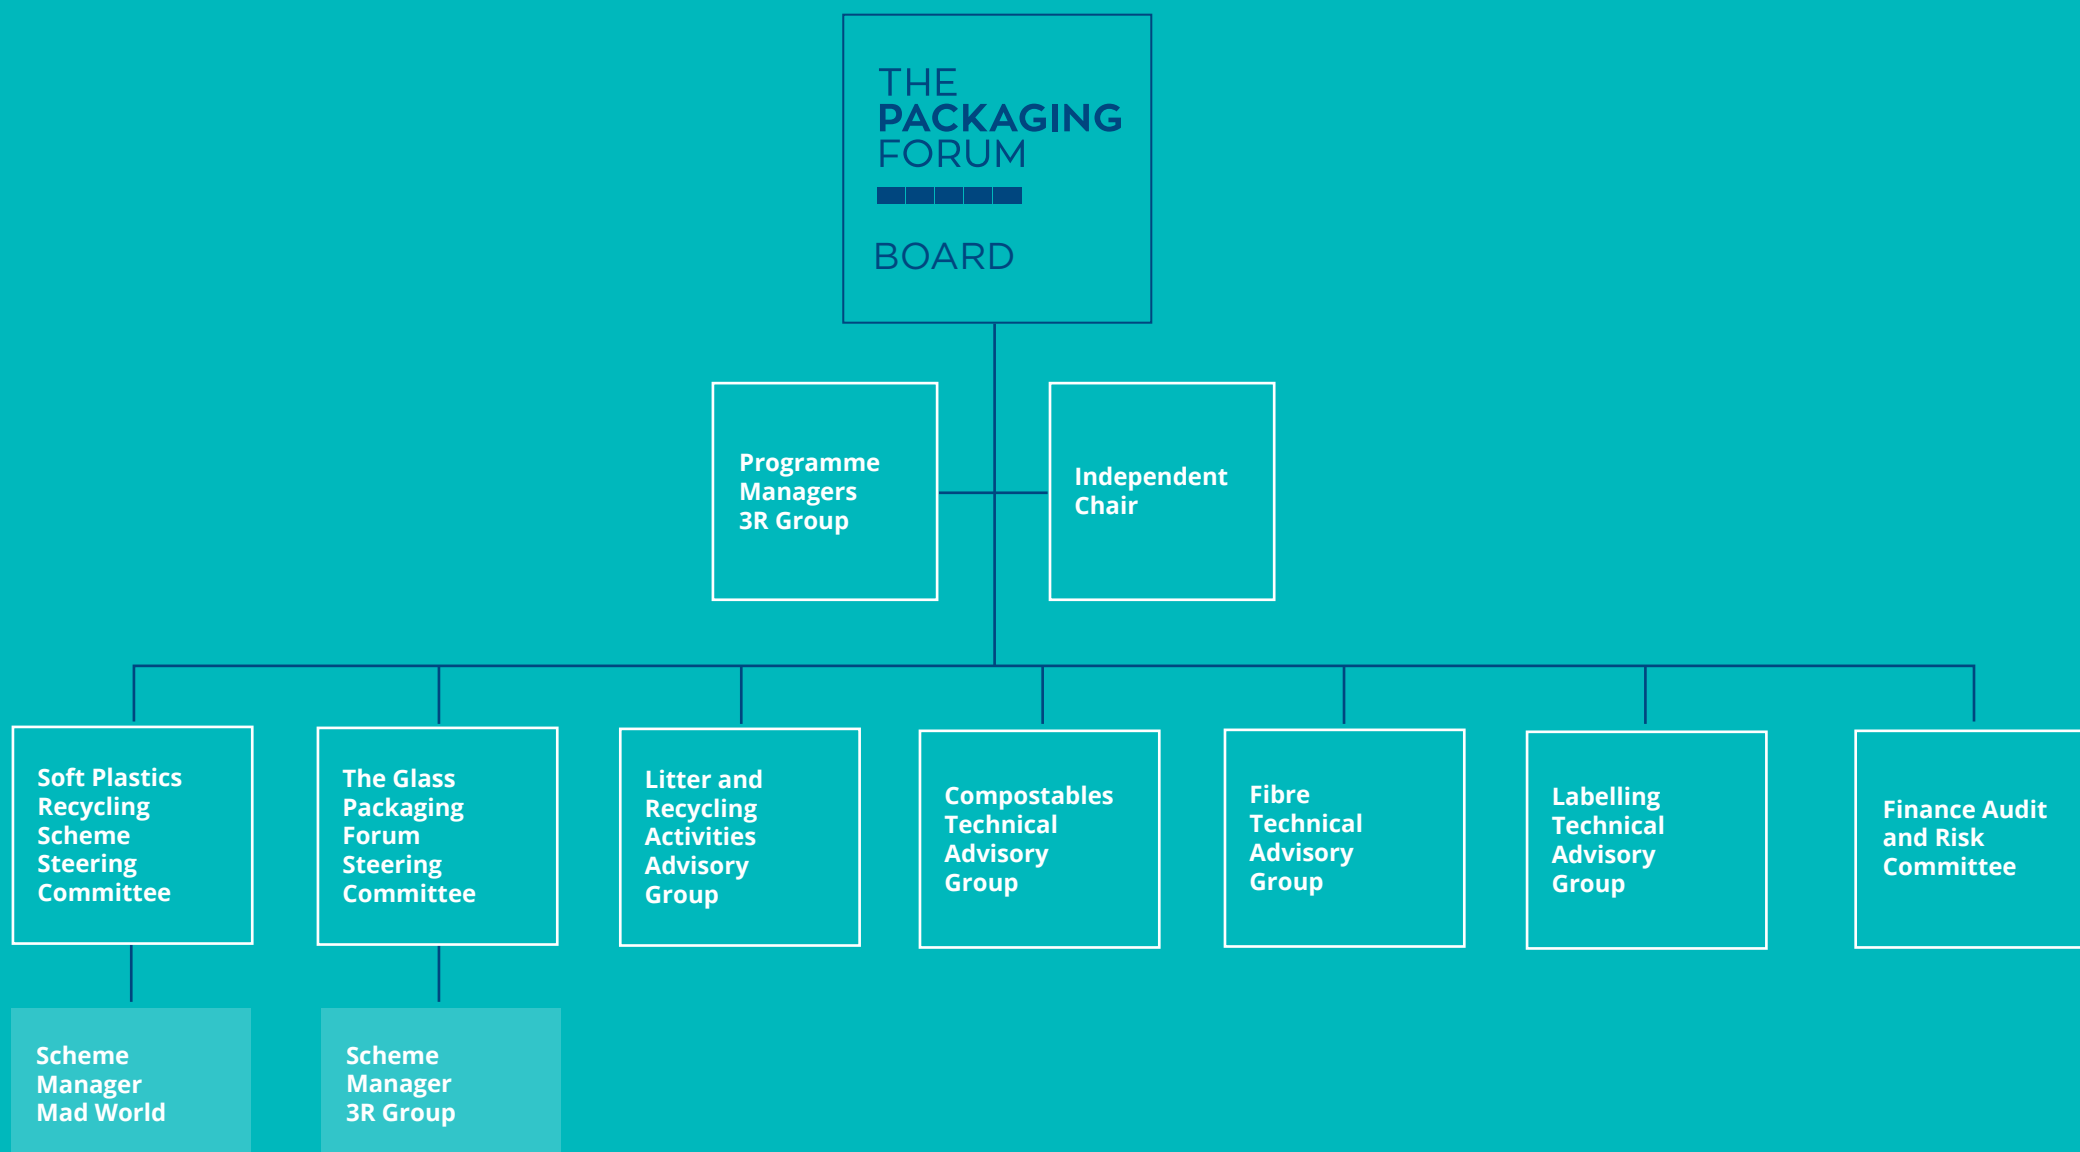 THE
PACKAGING
FORUM
BOARD
Programme
Managers
3R Group
Independent
Chair
Soft Plastics
Recycling
Scheme
Steering
Committee
The Glass
Packaging
Forum
Steering
Committee
Litter and
Recycling
Activities
Advisory
Group
Compostables
Technical
Advisory
Group
Fibre
Technical
Advisory
Group
Labelling
Technical
Advisory
Group
Finance Audit
and Risk
Committee
Scheme
Manager
Mad World
Scheme
Manager
3R Group